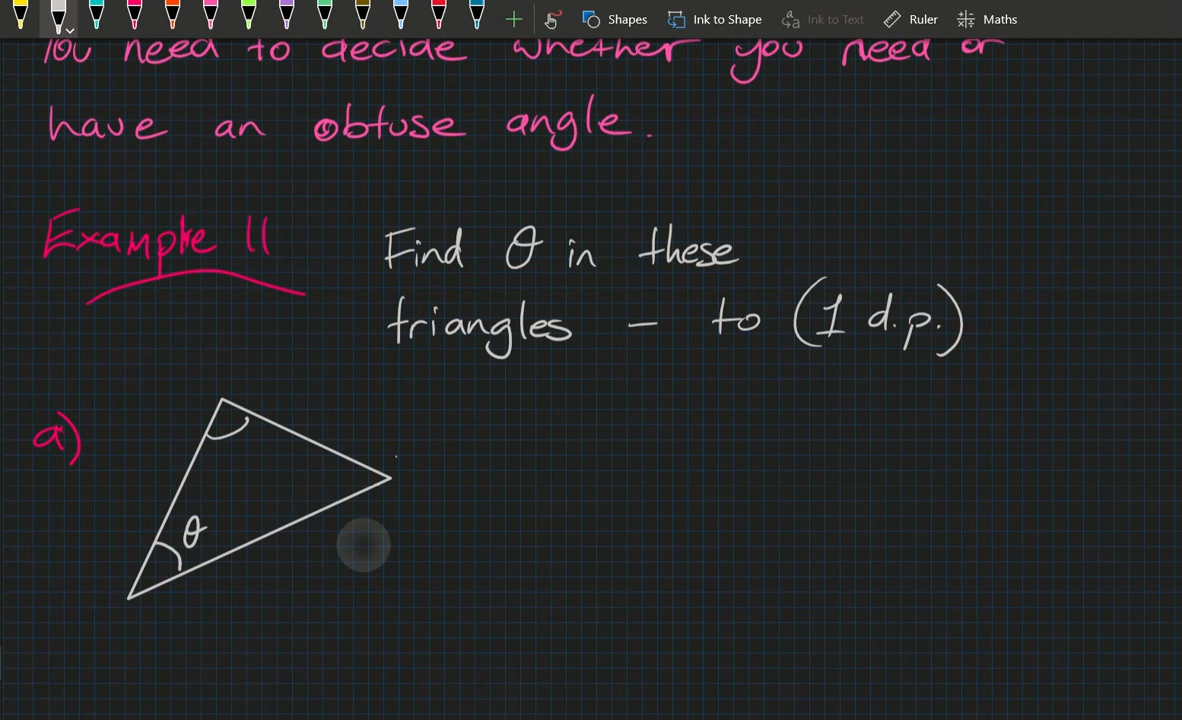 Shapes Ink to Shape Ink to Text Ruler Maths
You need to decide whether you need or
have an obtuse angle.
Example 11 Find θ in these
triangles - to (1 d.p.)
a)
θ